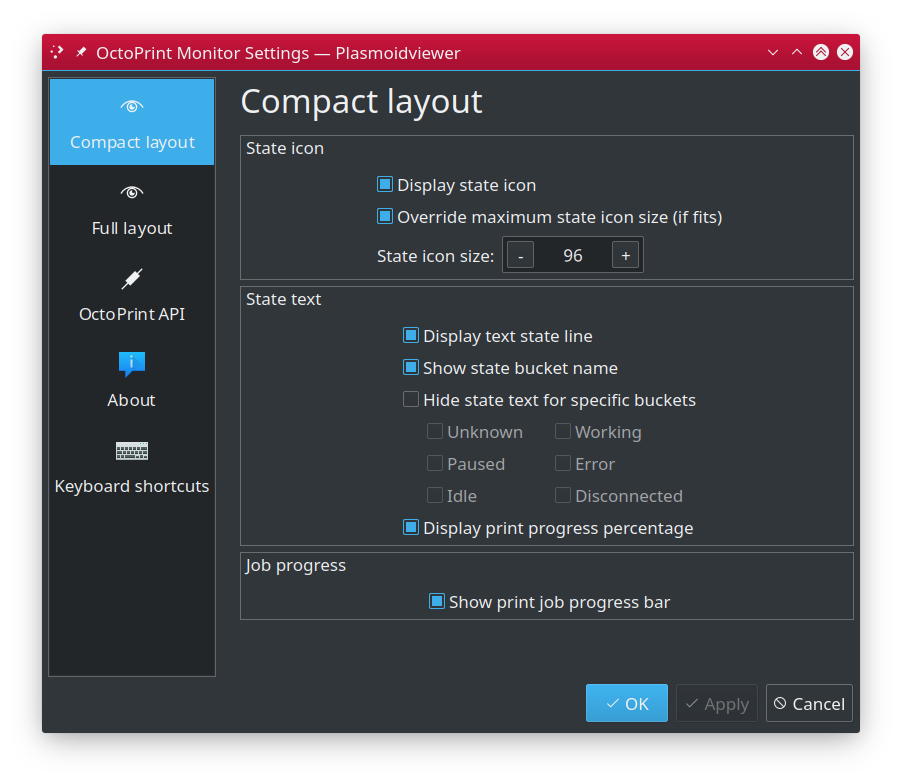 OctoPrint Monitor Settings — Plasmoidviewer
Compact layout
Full layout
OctoPrint API
About
Keyboard shortcuts
Compact layout
State icon
Display state icon
Override maximum state icon size (if fits)
State icon size: - 96 +
State text
Display text state line
Show state bucket name
Hide state text for specific buckets
Unknown Working
Paused Error
Idle Disconnected
Display print progress percentage
Job progress
Show print job progress bar
OK Apply Cancel